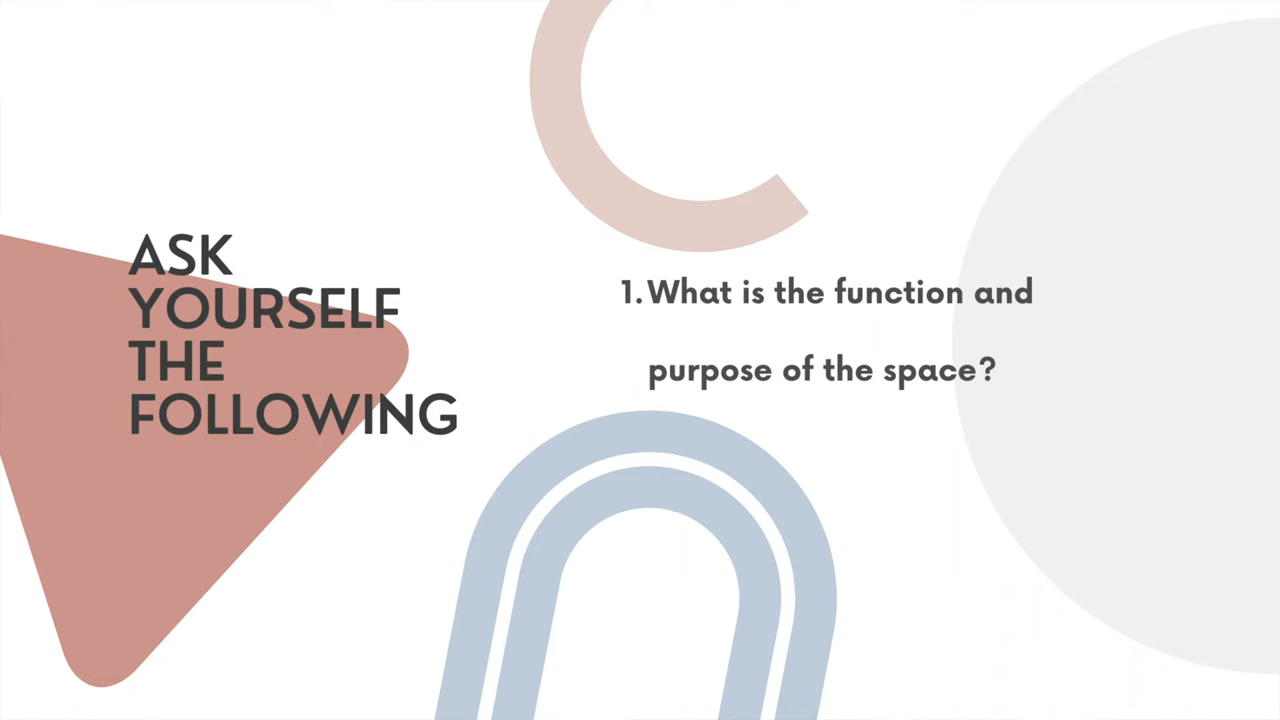 ASK
YOURSELF
THE
FOLLOWING
1. What is the function and
purpose of the space?